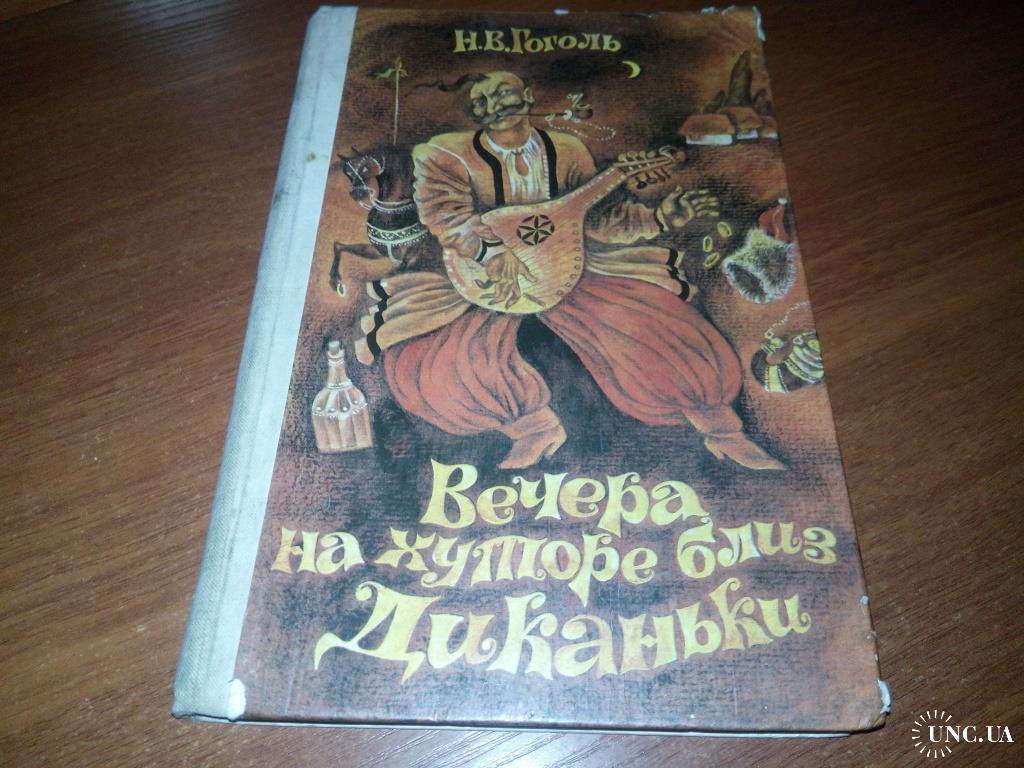 Н.В.Гоголь
Вечера
на хуторе близ
Диканьки
UNC.UA